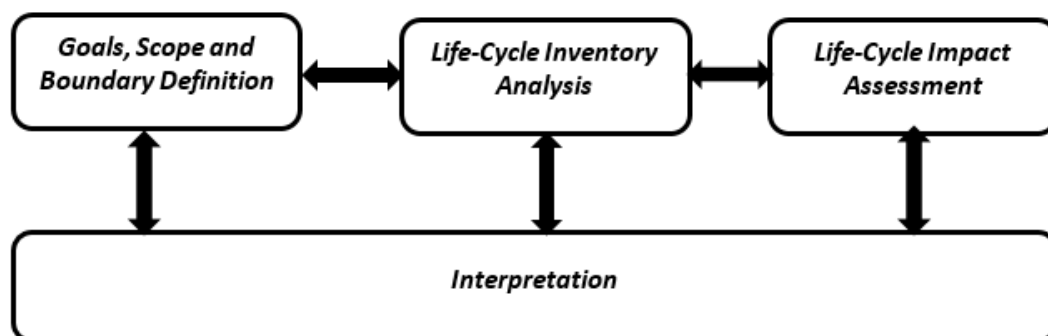 Goals, Scope and
Boundary Definition
Life-Cycle Inventory
Analysis
Life-Cycle Impact
Assessment
Interpretation